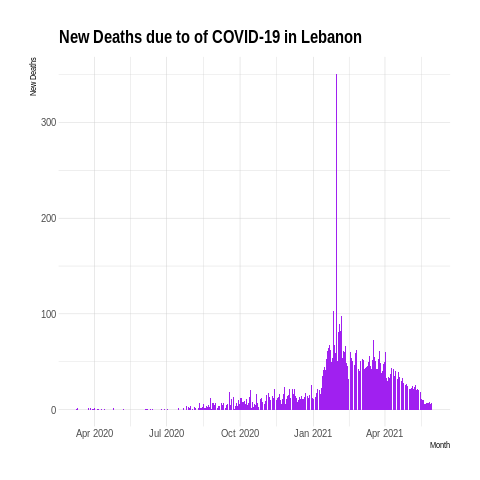 New Deaths due to of COVID-19 in Lebanon
New Deaths
300
200
100
0
Apr 2020 Jul 2020 Oct 2020 Jan 2021 Apr 2021
Month